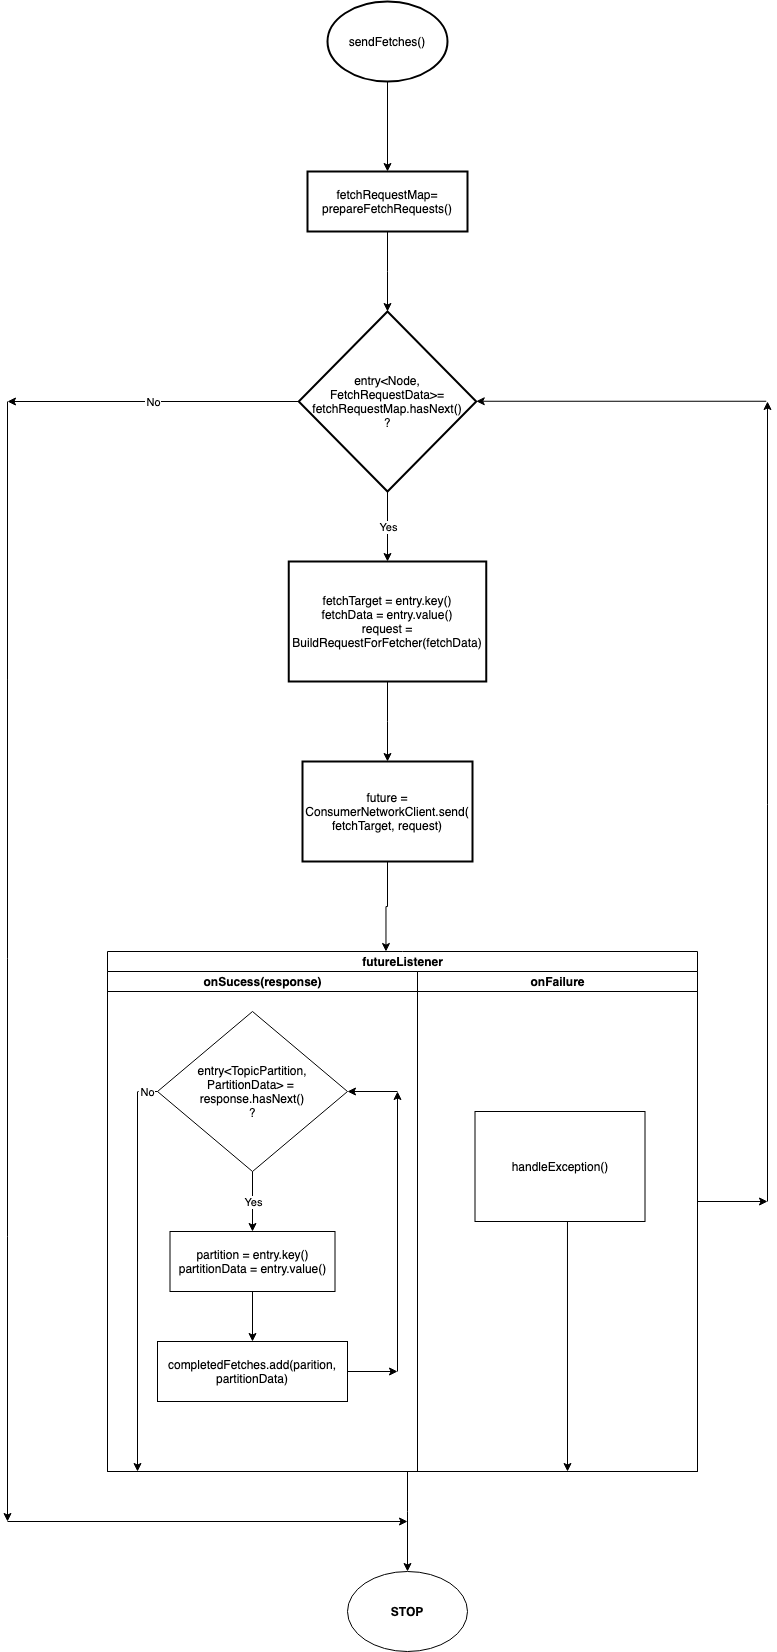 sendFetches()
fetchRequestMap=
prepareFetchRequests()
entry<Node,
FetchRequestData>=
fetchRequestMap.hasNext()
?
No
Yes
fetchTarget = entry.key()
fetchData = entry.value()
request =
BuildRequestForFetcher(fetchData)
future =
ConsumerNetworkClient.send(
fetchTarget, request)
futureListener
onSucess(response)
onFailure
entry<TopicPartition,
PartitionData> =
response.hasNext()
?
No
Yes
handleException()
partition = entry.key()
partitionData = entry.value()
completedFetches.add(parition,
partitionData)
STOP